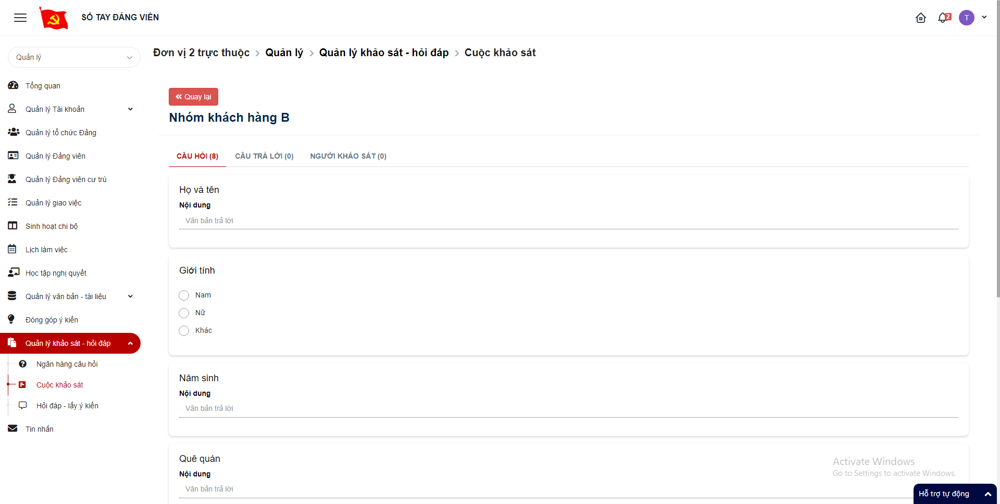 SỔ TAY ĐẢNG VIÊN
2
T
Quản lý
Đơn vị 2 trực thuộc > Quản lý > Quản lý khảo sát - hỏi đáp > Cuộc khảo sát
Tổng quan
Quản lý Tài khoản
Quản lý tổ chức Đảng
Quản lý Đảng viên
Quản lý Đảng viên cư trú
Quản lý giao việc
Sinh hoạt chi bộ
Lịch làm việc
Học tập nghị quyết
Quản lý văn bản - tài liệu
Đóng góp ý kiến
Quản lý khảo sát - hỏi đáp
Ngân hàng câu hỏi
Cuộc khảo sát
Hỏi đáp - lấy ý kiến
Tin nhắn
Quay lại
Nhóm khách hàng B
CÂU HỎI (8) CÂU TRẢ LỜI (0) NGƯỜI KHẢO SÁT (0)
Họ và tên
Nội dung
Văn bản trả lời
Giới tính
Nam
Nữ
Khác
Năm sinh
Nội dung
Văn bản trả lời
Quê quán
Nội dung
Văn bản trả lời
Activate Windows
Go to Settings to activate Windows.
Hỗ trợ tự động